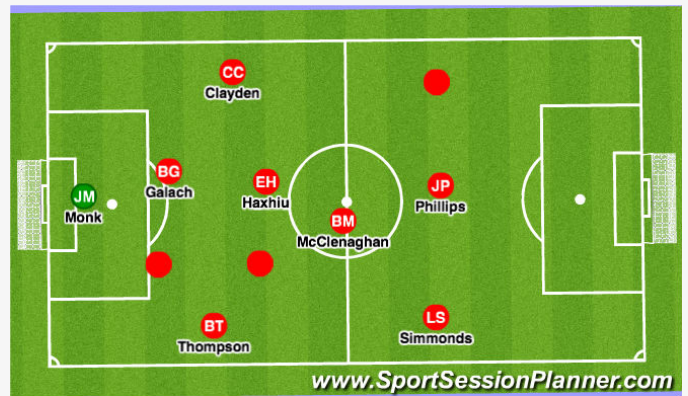 CC
Clayden
BG
Galach
EH
Haxhiu
JP
Phillips
JM
Monk
BM
McClenaghan
BT
Thompson
LS
Simmonds
www.SportSessionPlanner.com